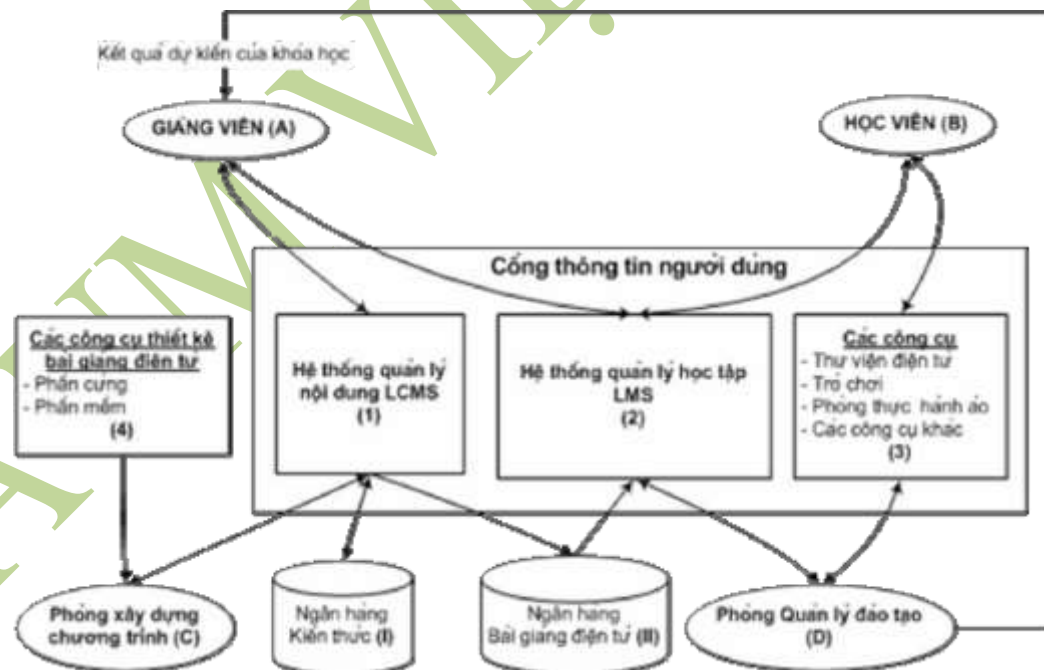 Kết quả dự kiến của khóa học
GIẢNG VIÊN (A)
HỌC VIÊN (B)
Cổng thông tin người dùng
Các công cụ thiết kế
bài giảng điện tử
- Phần cứng
- Phần mềm
(4)
Hệ thống quản lý
nội dung LCMS
(1)
Hệ thống quản lý học tập
LMS
(2)
Các công cụ
- Thư viện điện tử
- Trò chơi
- Phòng thực hành ảo
- Các công cụ khác
(3)
Phòng xây dựng
chương trình (C)
Ngân hàng
Kiến thức (I)
Ngân hàng
Bài giảng điện tử (II)
Phòng Quản lý đào tạo
(D)